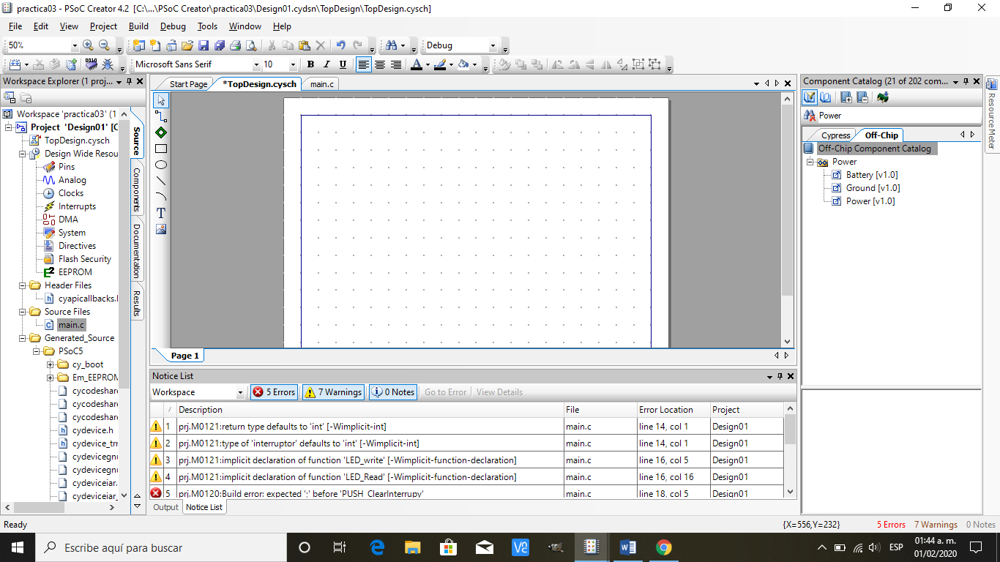 practica03 - PSoC Creator 4.2 [C:\...\PSoC Creator\practica03\Design01.cydsn\TopDesign\TopDesign.cysch]
File Edit View Project Build Debug Tools Window Help
50% Debug
Microsoft Sans Serif 10 B I U A
Workspace Explorer (1 proj...
Workspace 'practica03' (1
Project 'Design01' [C
TopDesign.cysch
Design Wide Resou
Pins
Analog
Clocks
Interrupts
DMA
System
Directives
Flash Security
EEPROM
Header Files
cyapicallbacks.l
Source Files
main.c
Generated_Source
PSoC5
cy_boot
Em_EEPROM
cycodeshare
cycodeshare
cycodeshare
cydevice.h
cydevice_trr
cydevicegnu
cydevicegnu
cydeviceiar.
cydeviceiar_
Source
Components
Documentation
Results
Start Page *TopDesign.cysch main.c
T
Page 1
Notice List
Workspace 5 Errors 7 Warnings 0 Notes Go to Error View Details
Description File Error Location Project
1 prj.M0121:return type defaults to 'int' [-Wimplicit-int] main.c line 14, col 1 Design01
2 prj.M0121:type of 'interruptor' defaults to 'int' [-Wimplicit-int] main.c line 14, col 1 Design01
3 prj.M0121:implicit declaration of function 'LED_write' [-Wimplicit-function-declaration] main.c line 16, col 5 Design01
4 prj.M0121:implicit declaration of function 'LED_Read' [-Wimplicit-function-declaration] main.c line 16, col 16 Design01
5 prj.M0120:Build error: expected ';' before 'PUSH_ClearInterrupy' main.c line 18, col 5 Design01
Output Notice List
Component Catalog (21 of 202 com...
Power
Cypress Off-Chip
Off-Chip Component Catalog
Power
Battery [v1.0]
Ground [v1.0]
Power [v1.0]
Resource Meter
Ready {X=556,Y=232} 5 Errors 7 Warnings 0 Notes
Escribe aquí para buscar
ESP
01:44 a. m.
01/02/2020